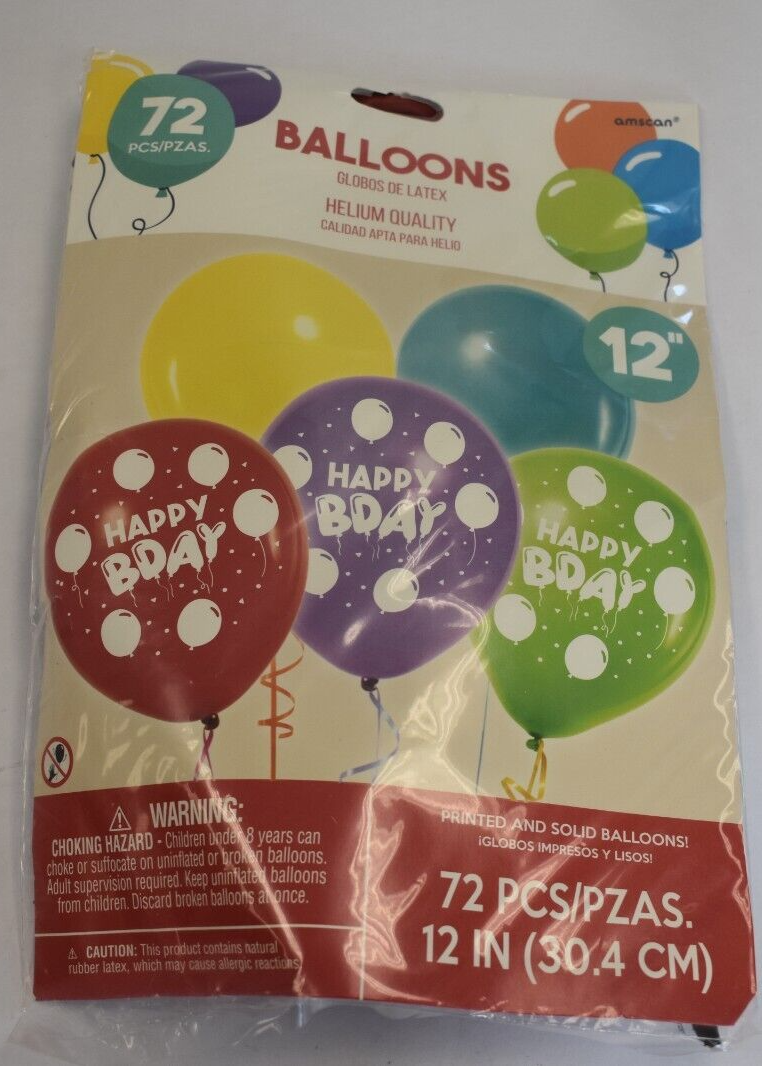 72
PCS/PZAS.
amscan®
BALLOONS
GLOBOS DE LATEX
HELIUM QUALITY
CALIDAD APTA PARA HELIO
12"
HAPPY
BDAY
HAPPY
BDAY
HAPPY
BDAY
WARNING:
CHOKING HAZARD - Children under 8 years can
choke or suffocate on uninflated or broken balloons.
Adult supervision required. Keep uninflated balloons
from children. Discard broken balloons at once.
CAUTION: This product contains natural
rubber latex, which may cause allergic reactions.
PRINTED AND SOLID BALLOONS!
¡GLOBOS IMPRESOS Y LISOS!
72 PCS/PZAS.
12 IN (30.4 CM)